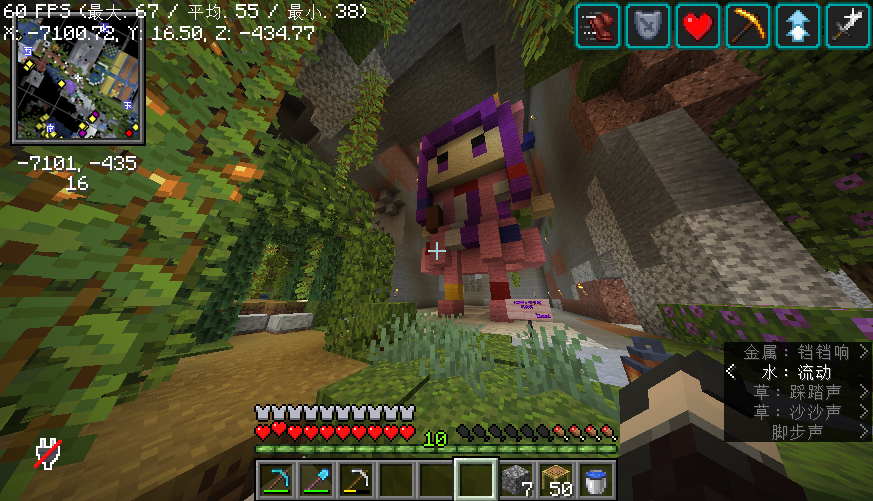 60 FPS (最大. 67 / 平均. 55 / 最小. 38)
X: -7100.72, Y: 16.50, Z: -434.77
-7101, -435
16
金属：铛铛响 >
< 水：流动
草：踩踏声 >
草：沙沙声 >
脚步声 >
10
7
50